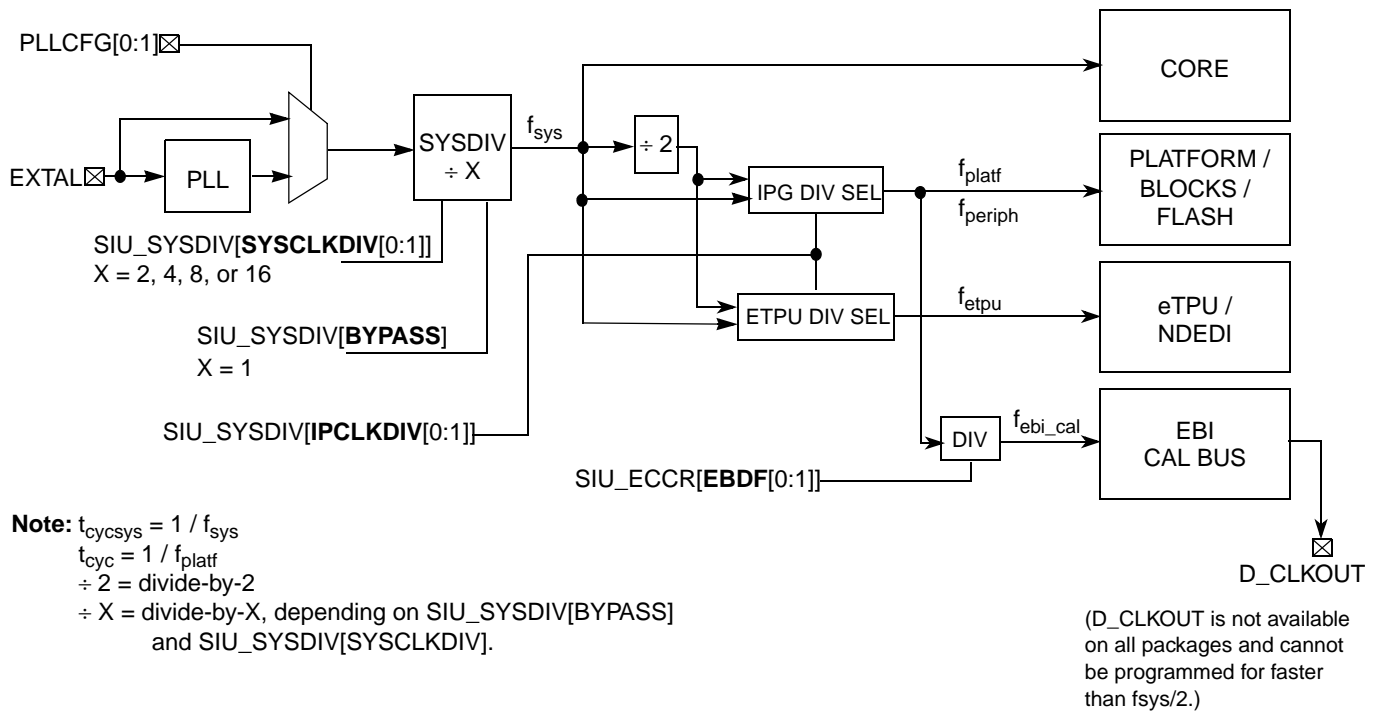 PLLCFG[0:1]
CORE
EXTAL
PLL
SYSDIV
÷ X
f_sys
÷ 2
IPG DIV SEL
f_platf
f_periph
PLATFORM /
BLOCKS /
FLASH
SIU_SYSDIV[SYSCLKDIV[0:1]]
X = 2, 4, 8, or 16
ETPU DIV SEL
f_etpu
eTPU /
NDEDI
SIU_SYSDIV[BYPASS]
X = 1
SIU_SYSDIV[IPCLKDIV[0:1]]
DIV
f_ebi_cal
EBI
CAL BUS
SIU_ECCR[EBDF[0:1]]
Note: t_cycsys = 1 / f_sys
t_cyc = 1 / f_platf
÷ 2 = divide-by-2
÷ X = divide-by-X, depending on SIU_SYSDIV[BYPASS]
and SIU_SYSDIV[SYSCLKDIV].
D_CLKOUT
(D_CLKOUT is not available
on all packages and cannot
be programmed for faster
than fsys/2.)